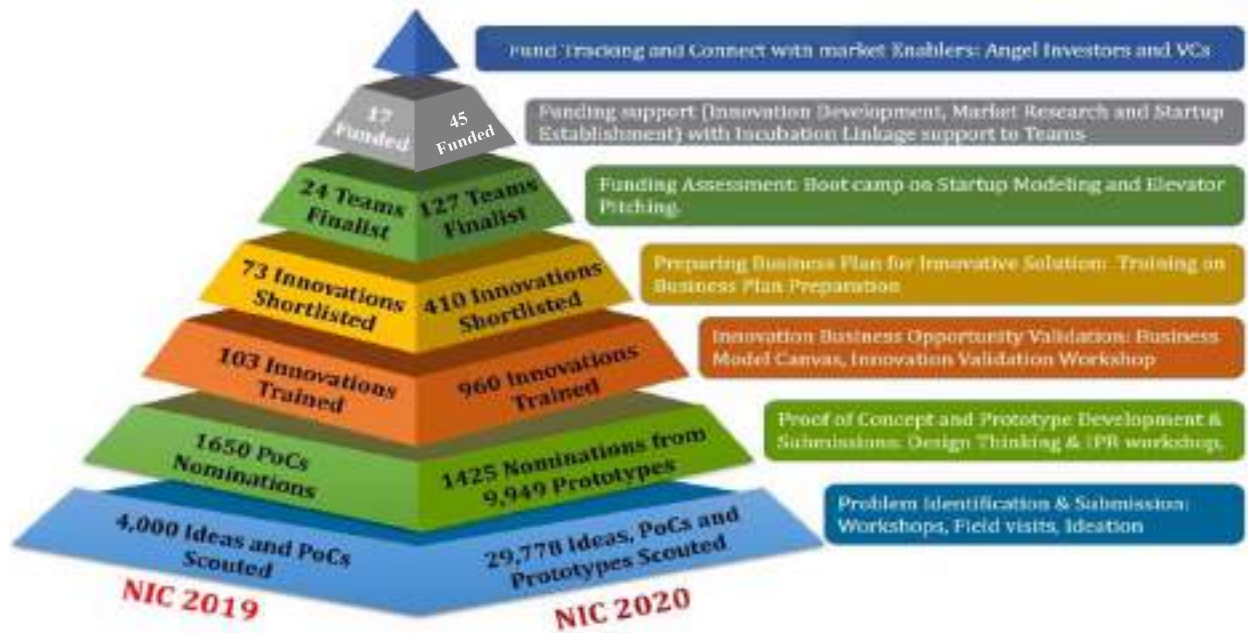 Fund Tracking and Connect with market Enablers: Angel Investors and VCs
17
Funded
45
Funded
Funding support (Innovation Development, Market Research and Startup
Establishment) with Incubation Linkage support to Teams
24 Teams
Finalist
127 Teams
Finalist
Funding Assessment: Boot camp on Startup Modeling and Elevator
Pitching.
73 Innovations
Shortlisted
410 Innovations
Shortlisted
Preparing Business Plan for Innovative Solution: Training on
Business Plan Preparation
103 Innovations
Trained
960 Innovations
Trained
Innovation Business Opportunity Validation: Business
Model Canvas, Innovation Validation Workshop
1650 PoCs
Nominations
1425 Nominations from
9,949 Prototypes
Proof of Concept and Prototype Development &
Submissions: Design Thinking & IPR workshop,
4,000 Ideas and PoCs
Scouted
29,778 Ideas, PoCs and
Prototypes Scouted
Problem Identification & Submission:
Workshops, Field visits, Ideation
NIC 2019
NIC 2020